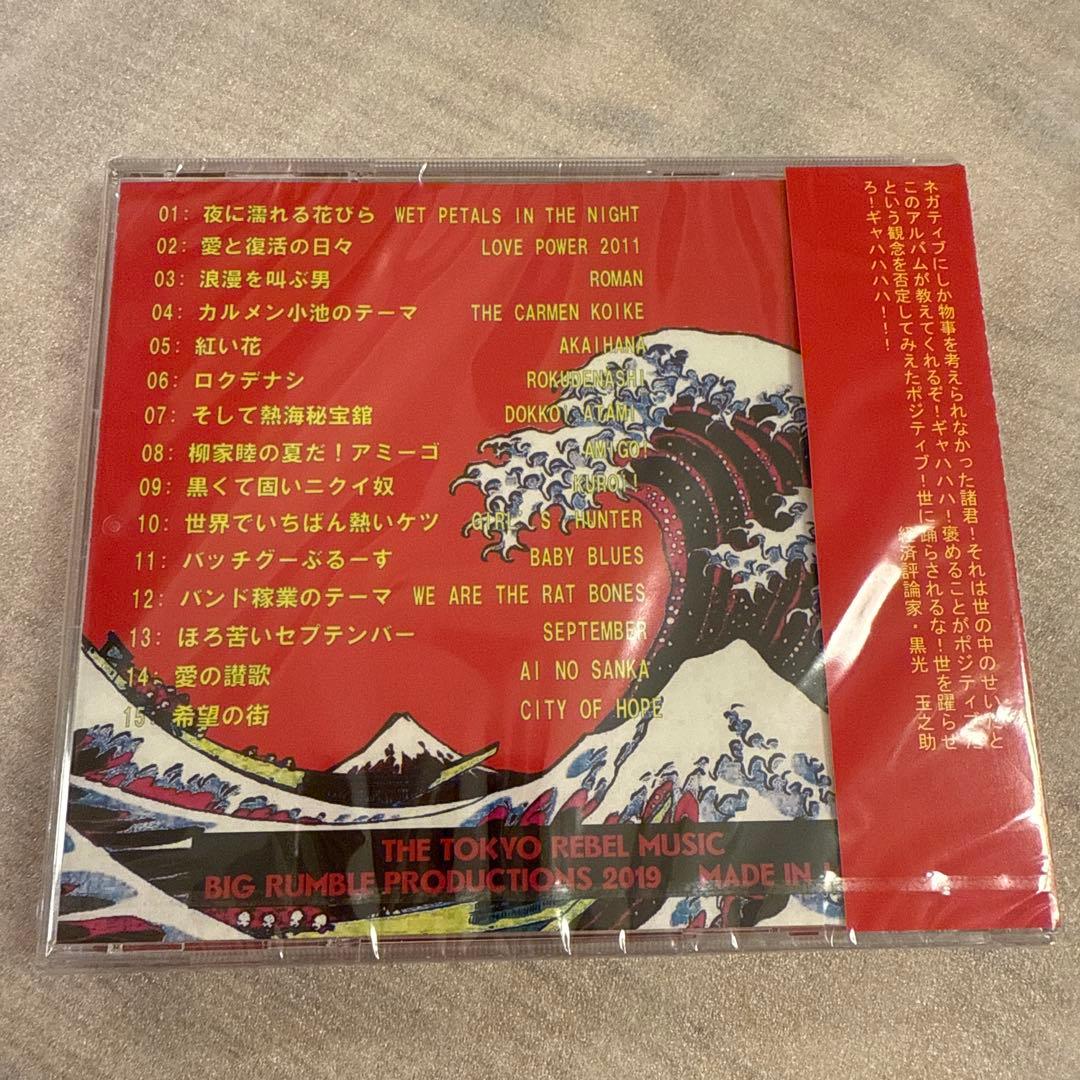 01: 夜に濡れる花びら WET PETALS IN THE NIGHT
02: 愛と復活の日々 LOVE POWER 2011
03: 浪漫を叫ぶ男 ROMAN
04: カルメン小池のテーマ THE CARMEN KOIKE
05: 紅い花 AKAIHANA
06: ロクデナシ ROKUDENASHI
07: そして熱海秘宝舘 DOKKOI ATAMI
08: 柳家睦の夏だ!アミーゴ AMIGO!
09: 黒くて固いニクイ奴 KUROI!
10: 世界でいちばん熱いケツ GIRL'S HUNTER
11: バッチグーぶるーす BABY BLUES
12: バンド稼業のテーマ WE ARE THE RAT BONES
13: ほろ苦いセプテンバー SEPTEMBER
14: 愛の讃歌 AI NO SANKA
15: 希望の街 CITY OF HOPE
THE TOKYO REBEL MUSIC
BIG RUMBLE PRODUCTIONS 2019 MADE IN
ネガティブにしか物事を考えられなかった諸君!それは世の中のせいだと
このアルバムが教えてくれるぞ!ギャハハハ!褒めることがポジティブだ
という観念を否定してみえたポジティブ!世に踊らされるな!世を躍らせ
ろ!ギャハハハハハ!!!
経済評論家・黒光 玉之助